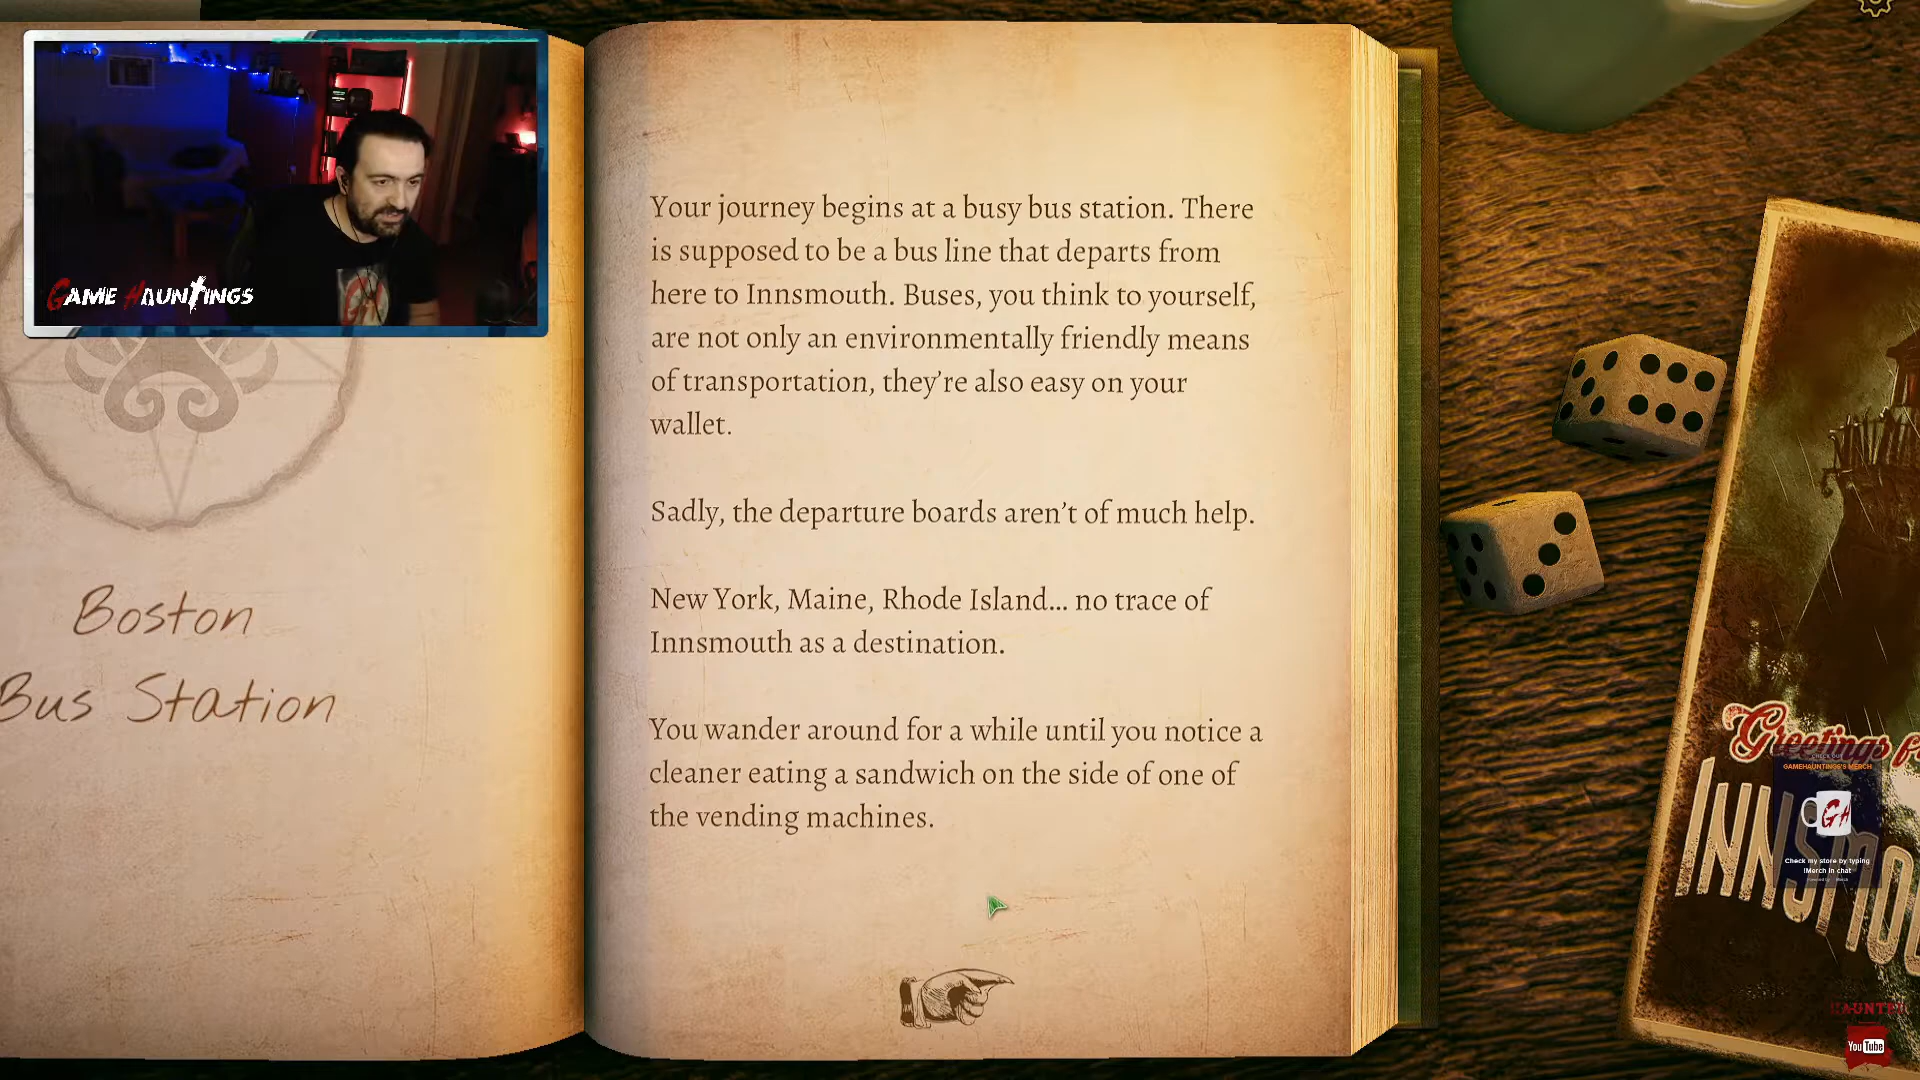 GAME HAUNTINGS
Boston
Bus Station
Your journey begins at a busy bus station. There
is supposed to be a bus line that departs from
here to Innsmouth. Buses, you think to yourself,
are not only an environmentally friendly means
of transportation, they're also easy on your
wallet.
Sadly, the departure boards aren't of much help.
New York, Maine, Rhode Island... no trace of
Innsmouth as a destination.
You wander around for a while until you notice a
cleaner eating a sandwich on the side of one of
the vending machines.
Greetings f
INNSMO
GAMEHAUNTINGS'S MERCH
GH
Check my store by typing
!Merch in chat
HAUNTE
YouTube